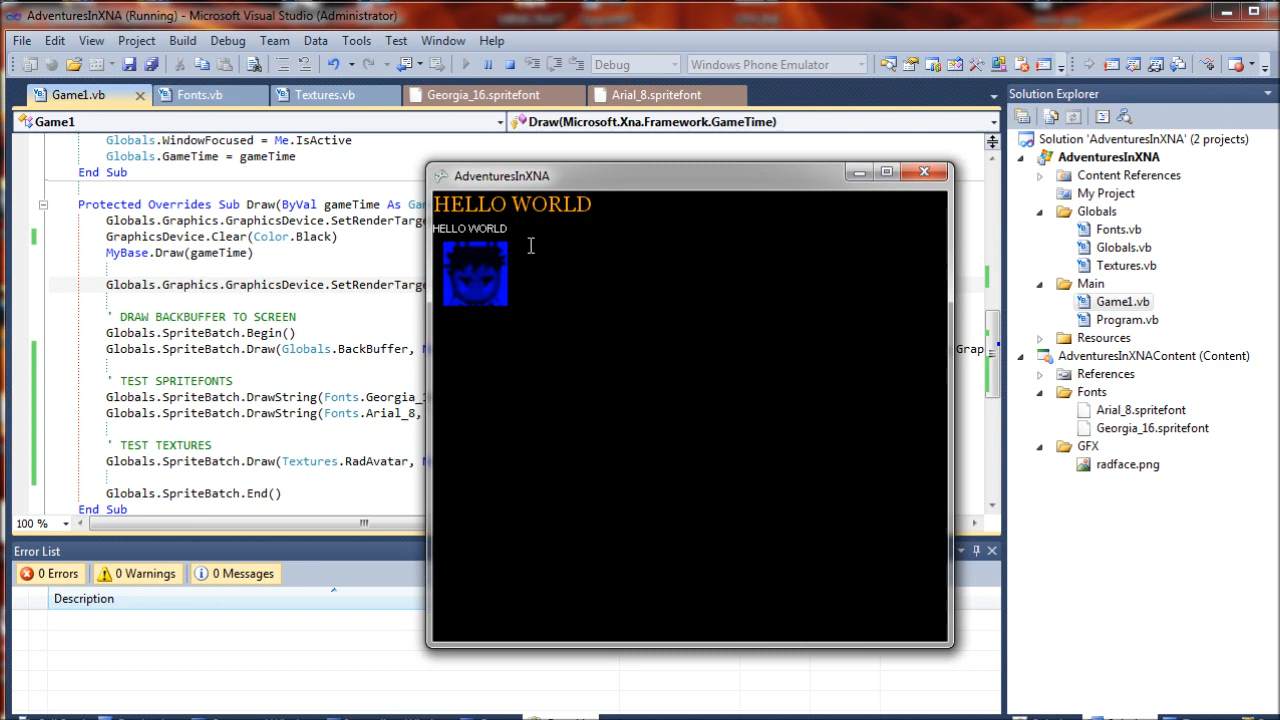 AdventuresInXNA (Running) - Microsoft Visual Studio (Administrator)
File Edit View Project Build Debug Team Data Tools Test Window Help
Debug Windows Phone Emulator
Game1.vb Fonts.vb Textures.vb Georgia_16.spritefont Arial_8.spritefont
Game1 Draw(Microsoft.Xna.Framework.GameTime)
Globals.WindowFocused = Me.IsActive
Globals.GameTime = gameTime
End Sub
Protected Overrides Sub Draw(ByVal gameTime As Gam
Globals.Graphics.GraphicsDevice.SetRenderTarge
GraphicsDevice.Clear(Color.Black)
MyBase.Draw(gameTime)
Globals.Graphics.GraphicsDevice.SetRenderTarge
' DRAW BACKBUFFER TO SCREEN
Globals.SpriteBatch.Begin()
Globals.SpriteBatch.Draw(Globals.BackBuffer, Grap
' TEST SPRITEFONTS
Globals.SpriteBatch.DrawString(Fonts.Georgia_1
Globals.SpriteBatch.DrawString(Fonts.Arial_8,
' TEST TEXTURES
Globals.SpriteBatch.Draw(Textures.RadAvatar,
Globals.SpriteBatch.End()
End Sub
100 %
AdventuresInXNA
HELLO WORLD
HELLO WORLD
Error List
0 Errors 0 Warnings 0 Messages
Description
Solution Explorer
Solution 'AdventuresInXNA' (2 projects)
AdventuresInXNA
Content References
My Project
Globals
Fonts.vb
Globals.vb
Textures.vb
Main
Game1.vb
Program.vb
Resources
AdventuresInXNAContent (Content)
References
Fonts
Arial_8.spritefont
Georgia_16.spritefont
GFX
radface.png